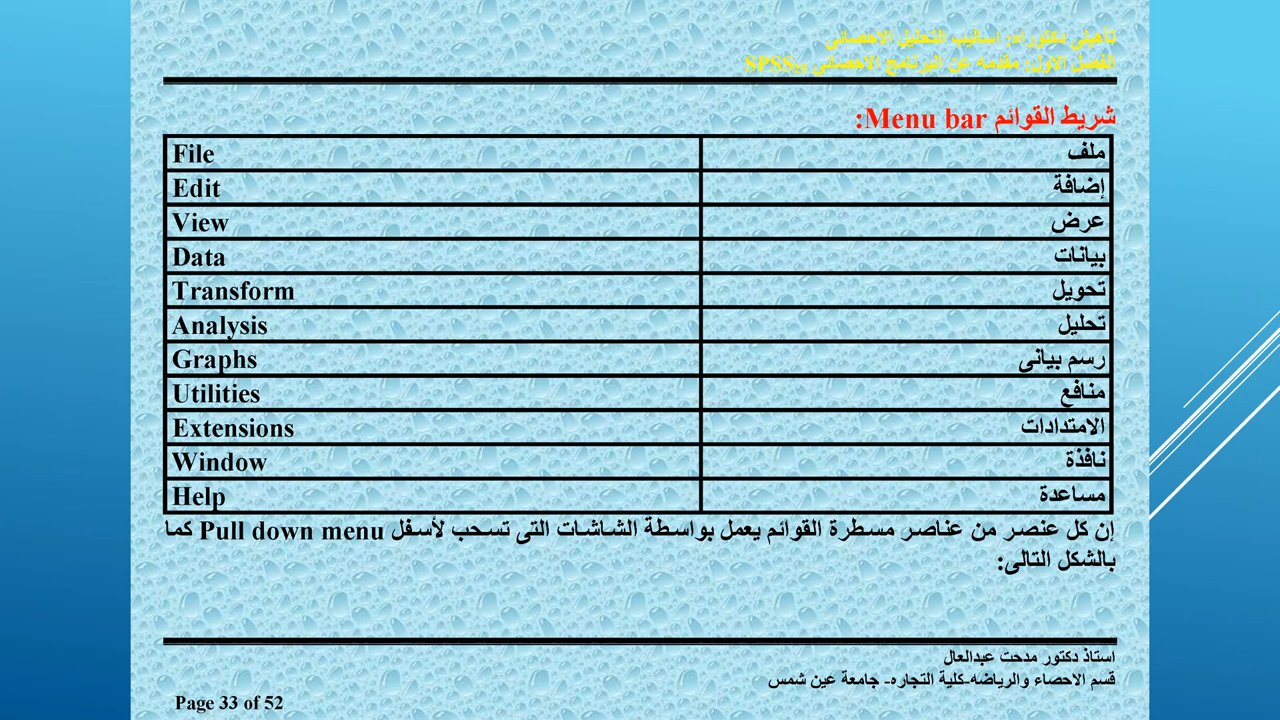 تأهيلى دكتوراه: اساليب التحليل الاحصائى
الفصل الاول: مقدمه عن البرنامج الاحصائى SPSS
شريط القوائم Menu bar:
File ملف
Edit إضافة
View عرض
Data بيانات
Transform تحويل
Analysis تحليل
Graphs رسم بيانى
Utilities منافع
Extensions الامتدادات
Window نافذة
Help مساعدة
إن كل عنصر من عناصر مسطرة القوائم يعمل بواسطة الشاشات التى تسحب لأسفل Pull down menu كما
بالشكل التالى:
استاذ دكتور مدحت عبدالعال
قسم الاحصاء والرياضه-كلية التجاره- جامعة عين شمس
Page 33 of 52